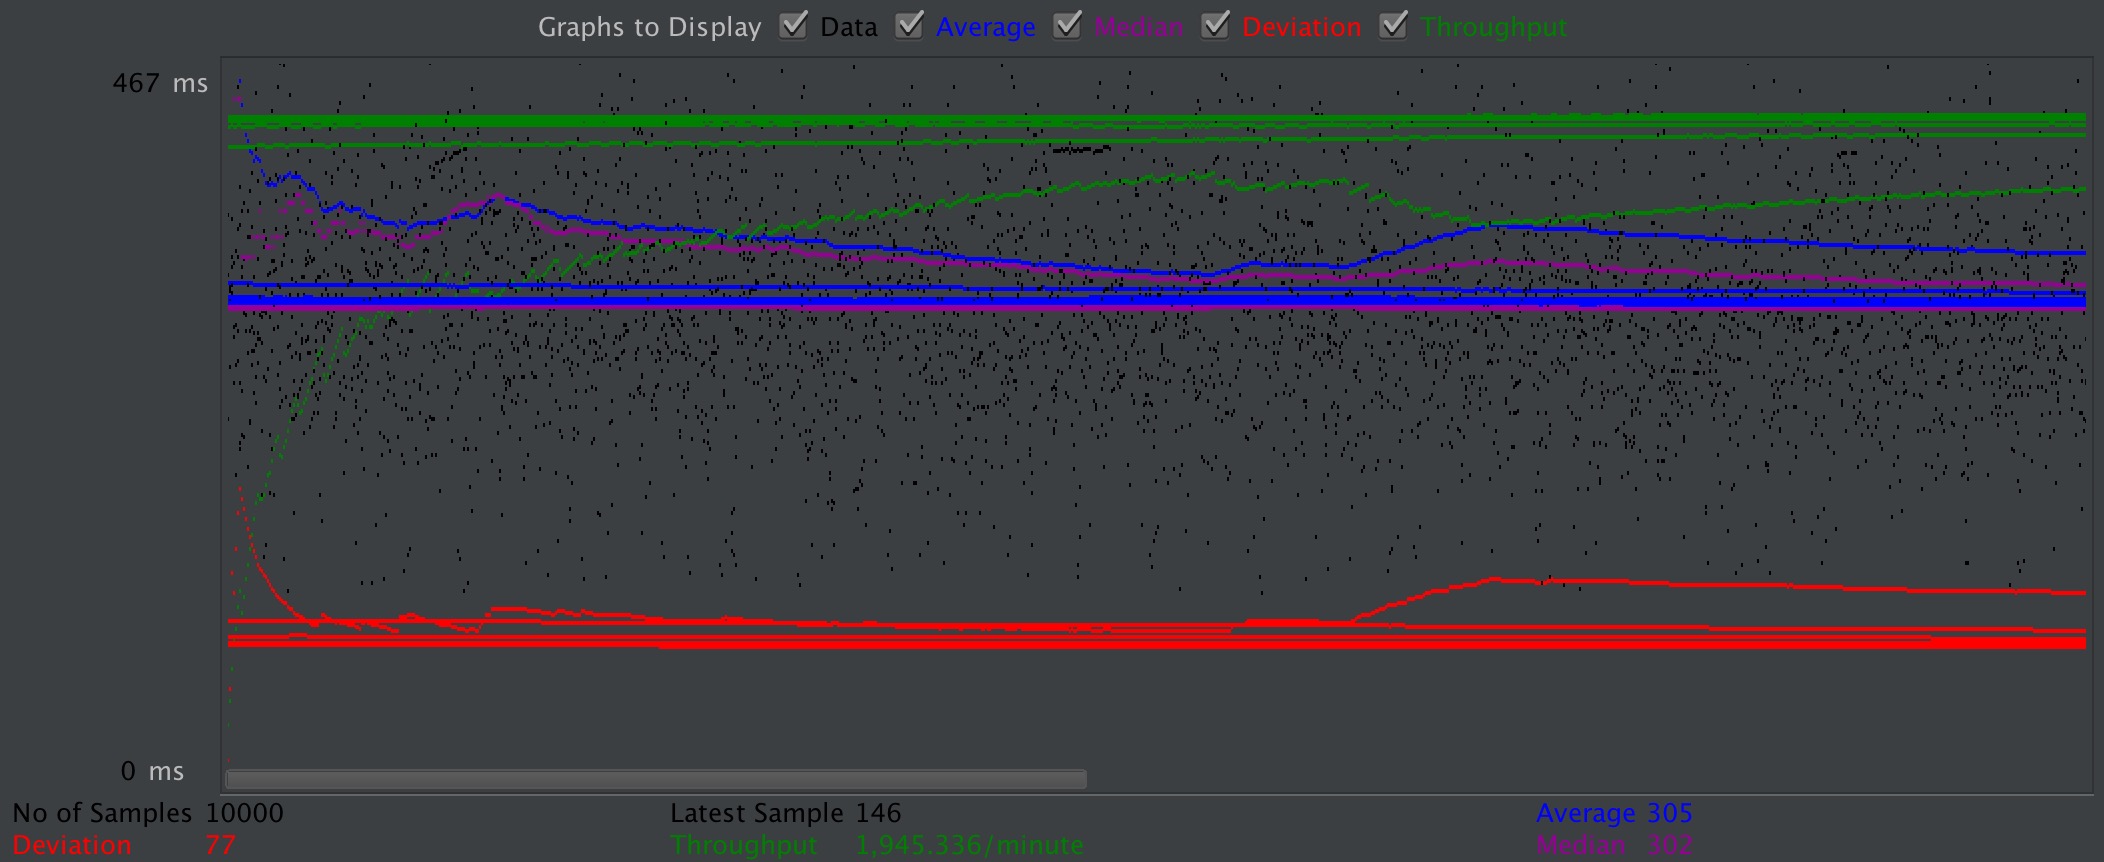 Graphs to Display Data Average Median Deviation Throughput
467 ms
0 ms
No of Samples 10000 Latest Sample 146 Average 305
Deviation 77 Throughput 1,945.336/minute Median 302